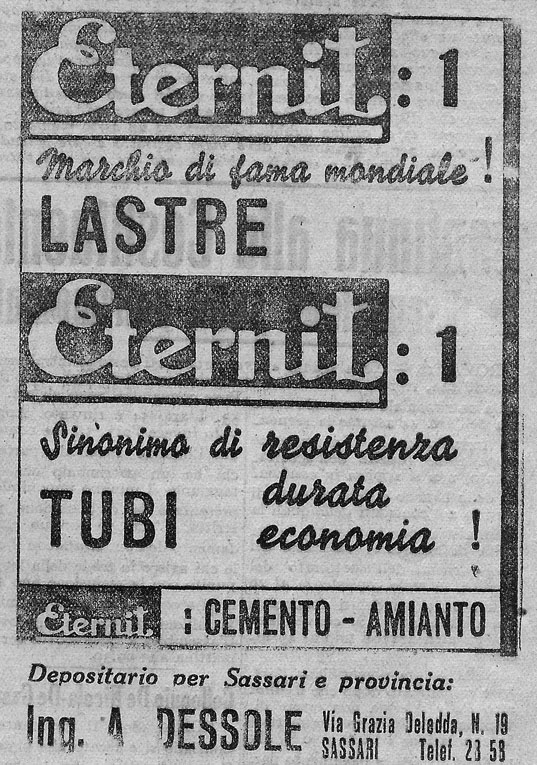 Eternit : 1
Marchio di fama mondiale !
LASTRE
Eternit : 1
Sinonimo di resistenza
durata
TUBI
economia !
Eternit : CEMENTO - AMIANTO
Depositario per Sassari e provincia:
Ing. A DESSOLE
Via Grazia Deledda, N. 19
SASSARI Telef. 23 58